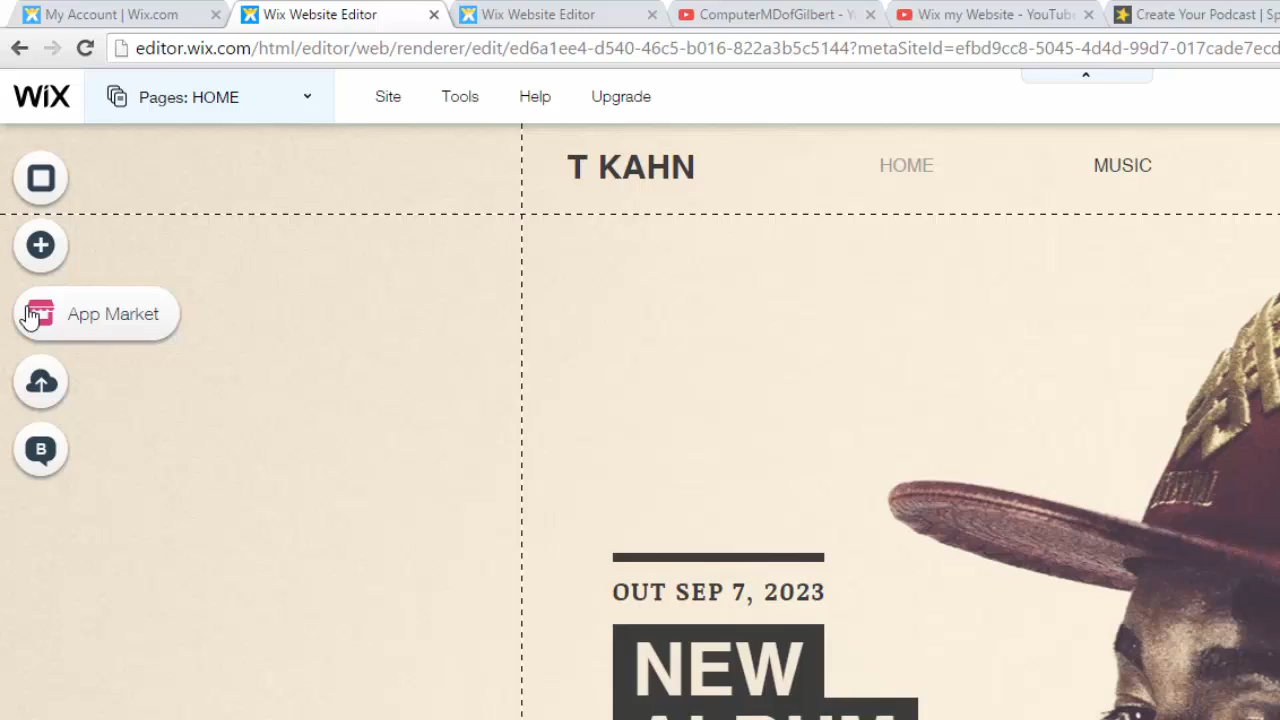 My Account | Wix.com
Wix Website Editor
Wix Website Editor
ComputerMDofGilbert - Y
Wix my Website - YouTub
Create Your Podcast | Sp
editor.wix.com/html/editor/web/renderer/edit/ed6a1ee4-d540-46c5-b016-822a3b5c5144?metaSiteId=efbd9cc8-5045-4d4d-99d7-017cade7ecd
WiX
Pages: HOME
Site
Tools
Help
Upgrade
T KAHN
HOME
MUSIC
App Market
B
OUT SEP 7, 2023
NEW
ALBUM